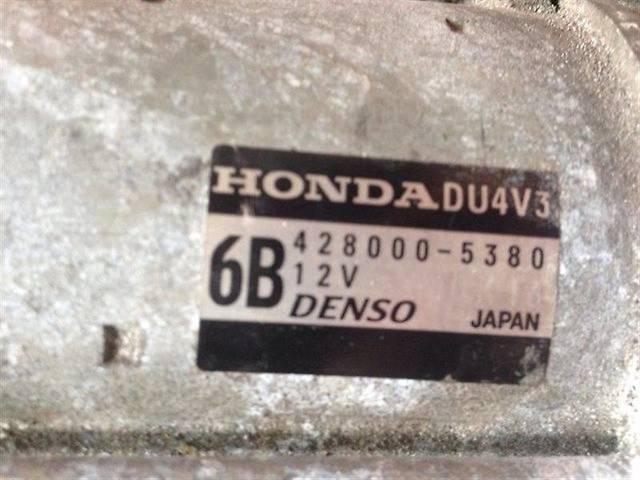 HONDA DU4V3
6B 428000-5380
12V
DENSO JAPAN